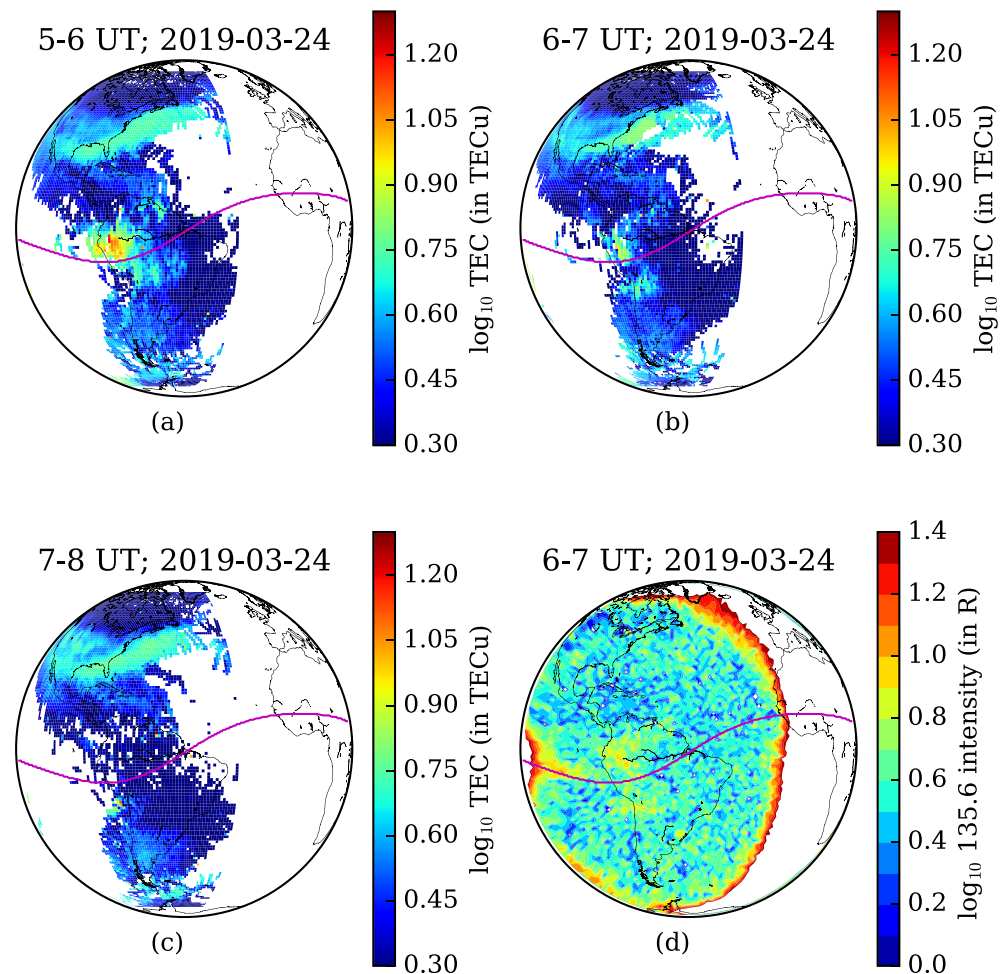 5-6 UT; 2019-03-24
1.20
1.05
0.90
0.75
0.60
0.45
0.30
log₁₀ TEC (in TECu)
(a)
6-7 UT; 2019-03-24
1.20
1.05
0.90
0.75
0.60
0.45
0.30
log₁₀ TEC (in TECu)
(b)
7-8 UT; 2019-03-24
1.20
1.05
0.90
0.75
0.60
0.45
0.30
log₁₀ TEC (in TECu)
(c)
6-7 UT; 2019-03-24
1.4
1.2
1.0
0.8
0.6
0.4
0.2
0.0
log₁₀ 135.6 intensity (in R)
(d)